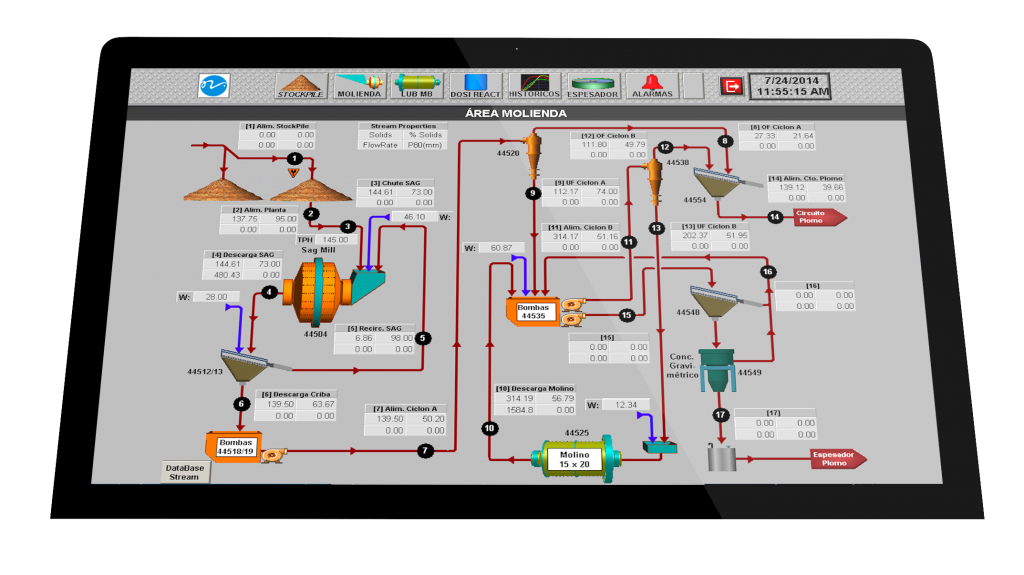 STOCKPILE
MOLIENDA
LUB MB
DOSI REACT
HISTORICOS
ESPESADOR
ALARMAS
7/24/2014
11:55:15 AM
ÁREA MOLIENDA
[1] Alim. StockPile
0.00 0.00
0.00 0.00
Stream Properties
Solids % Solids
FlowRate P80(mm)
1
[2] Alim. Planta
137.75 95.00
0.00 0.00
2
3
[3] Chute SAG
144.61 73.00
0.00 0.00
46.10 W:
TPH 145.00
Sag Mill
[4] Descarga SAG
144.61 73.00
480.43 0.00
4
W: 28.00
44504
[5] Recirc. SAG
6.86 98.00
0.00 0.00
5
44512/13
6
[6] Descarga Criba
139.50 63.67
0.00 0.00
[7] Alim. Ciclon A
139.50 50.20
0.00 0.00
7
Bombas
44518/19
DataBase
Stream
44520
9
[9] UF Ciclon A
112.17 74.00
0.00 0.00
[12] OF Ciclon B
111.80 49.79
0.00 0.00
44538
12
[8] OF Ciclon A
27.33 21.64
0.00 0.00
8
44554
[14] Alim. Cto. Plomo
139.12 39.66
0.00 0.00
14
Circuito
Plomo
[11] Alim. Ciclon B
314.17 51.16
0.00 0.00
11
13
[13] UF Ciclon B
202.37 51.95
0.00 0.00
W: 60.87
Bombas
44535
15
[15]
0.00 0.00
0.00 0.00
16
[16]
0.00 0.00
0.00 0.00
44548
Conc.
Gravi-
métrico
44549
17
[17]
0.00 0.00
0.00 0.00
Espesador
Plomo
[10] Descarga Molino
314.19 56.79
1584.8 0.00
10
W: 12.34
44525
Molino
15 x 20